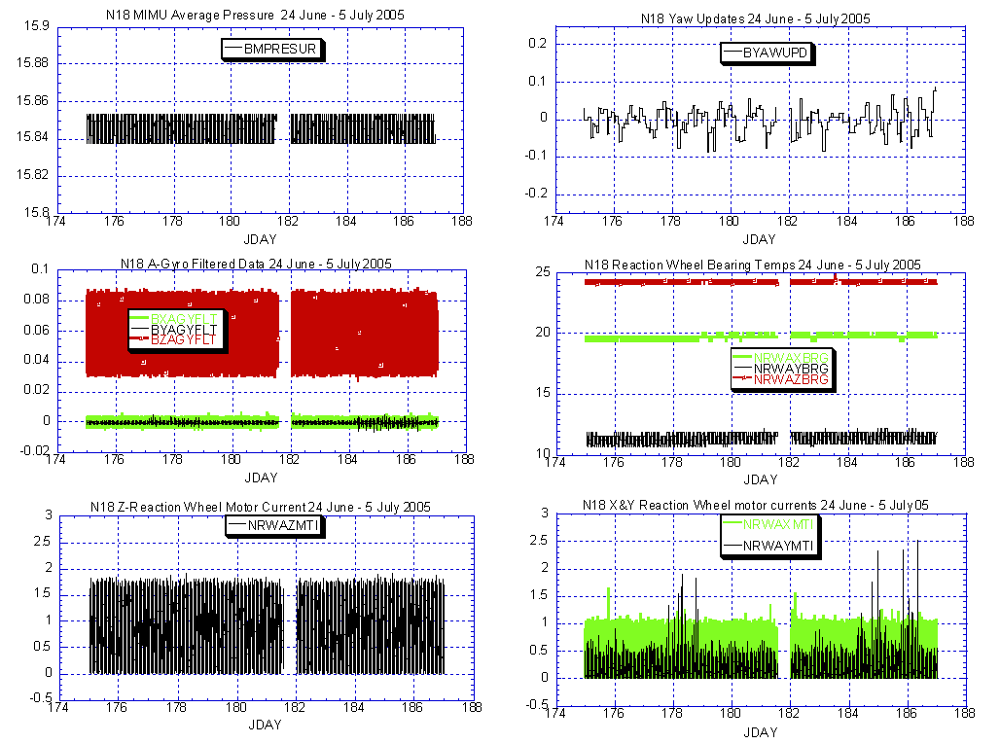 N18 MIMU Average Pressure 24 June - 5 July 2005
15.9
15.88
15.86
15.84
15.82
15.8
BMPRESUR
174 176 178 180 182 184 186 188
JDAY
N18 Yaw Updates 24 June - 5 July 2005
0.2
0.1
0
-0.1
-0.2
BYAWUPD
174 176 178 180 182 184 186 188
JDAY
N18 A-Gyro Filtered Data 24 June - 5 July 2005
0.1
0.08
0.06
0.04
0.02
0
-0.02
BXAGYFLT
BYAGYFLT
BZAGYFLT
174 176 178 180 182 184 186 188
JDAY
N18 Reaction Wheel Bearing Temps 24 June - 5 July 2005
25
20
15
10
NRWAXBRG
NRWAYBRG
NRWAZBRG
174 176 178 180 182 184 186 188
JDAY
N18 Z-Reaction Wheel Motor Current 24 June - 5 July 2005
3
2.5
2
1.5
1
0.5
0
-0.5
NRWAZMTI
174 176 178 180 182 184 186 188
JDAY
N18 X&Y Reaction Wheel motor currents 24 June - 5 July 05
3
2.5
2
1.5
1
0.5
0
-0.5
NRWAXMTI
NRWAYMTI
174 176 178 180 182 184 186 188
JDAY